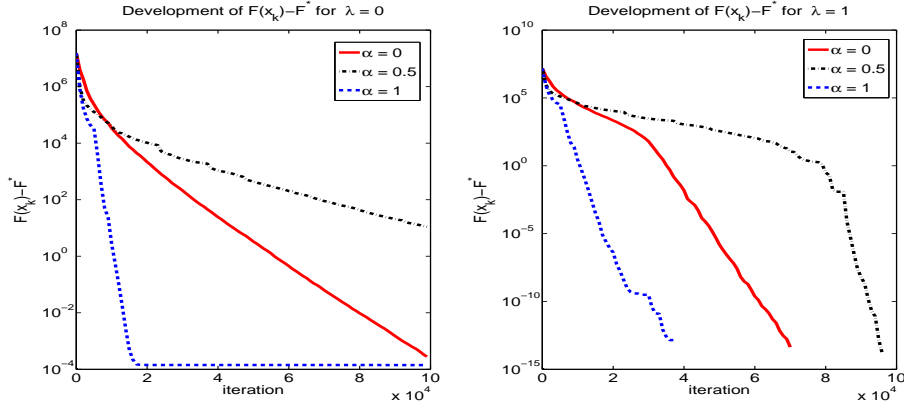 Development of F(x_k)−F^* for λ = 0
10^8
10^6
10^4
10^2
10^0
10^−2
10^−4
F(x_k)−F^*
α = 0
α = 0.5
α = 1
0
2
4
6
8
10
iteration
x 10^4
Development of F(x_k)−F^* for λ = 1
10^10
10^5
10^0
10^−5
10^−10
10^−15
F(x_k)−F^*
α = 0
α = 0.5
α = 1
0
2
4
6
8
10
iteration
x 10^4